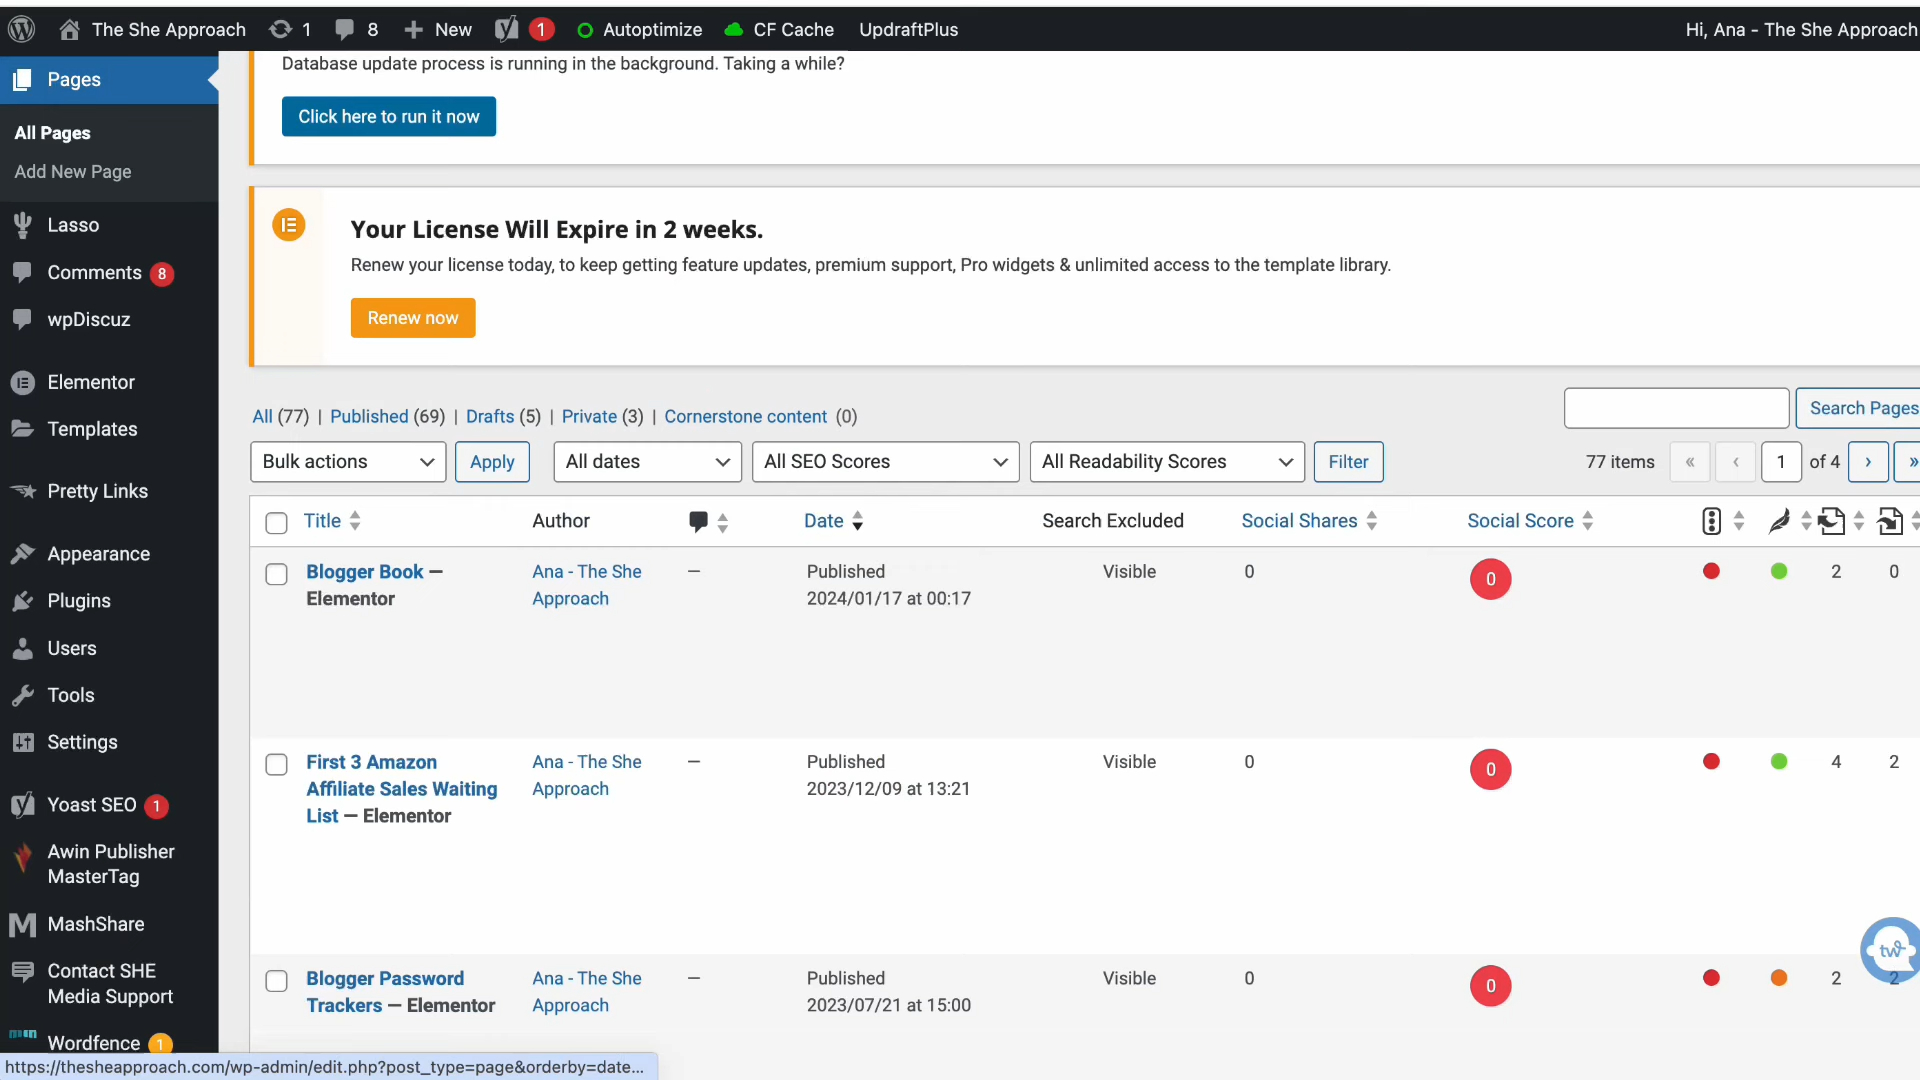 The She Approach 1 8 New 1 Autoptimize CF Cache UpdraftPlus Hi, Ana - The She Approach
Pages
All Pages
Add New Page
Lasso
Comments 8
wpDiscuz
Elementor
Templates
Pretty Links
Appearance
Plugins
Users
Tools
Settings
Yoast SEO 1
Awin Publisher
MasterTag
MashShare
Contact SHE
Media Support
Wordfence 1
Database update process is running in the background. Taking a while?
Click here to run it now
Your License Will Expire in 2 weeks.
Renew your license today, to keep getting feature updates, premium support, Pro widgets & unlimited access to the template library.
Renew now
All (77) | Published (69) | Drafts (5) | Private (3) | Cornerstone content (0)
Search Pages
Bulk actions Apply All dates All SEO Scores All Readability Scores Filter 77 items « ‹ 1 of 4 › »
Title Author Date Search Excluded Social Shares Social Score
Blogger Book — Ana - The She — Published Visible 0 0 2 0
Elementor Approach 2024/01/17 at 00:17
First 3 Amazon Ana - The She — Published Visible 0 0 4 2
Affiliate Sales Waiting Approach 2023/12/09 at 13:21
List — Elementor
Blogger Password Ana - The She — Published Visible 0 0 2 2
Trackers — Elementor Approach 2023/07/21 at 15:00
tw
https://thesheapproach.com/wp-admin/edit.php?post_type=page&orderby=date...